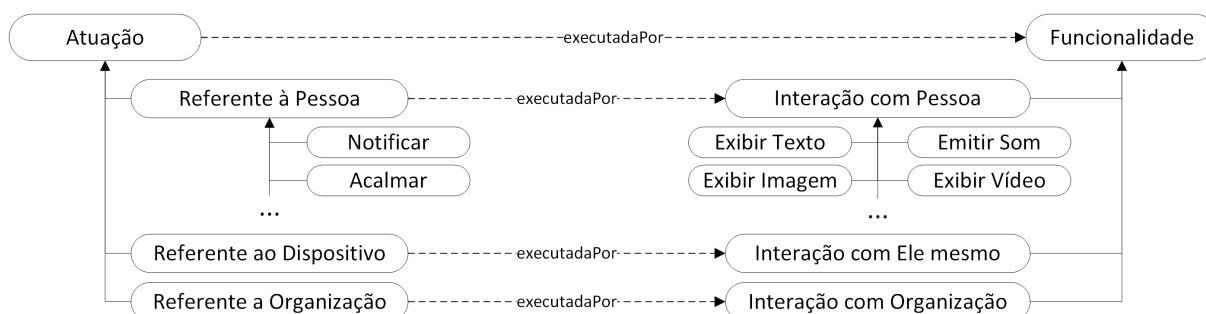 Atuação executadaPor Funcionalidade
Referente à Pessoa executadaPor Interação com Pessoa
Notificar Exibir Texto Emitir Som
Acalmar Exibir Imagem Exibir Vídeo
... ...
Referente ao Dispositivo executadaPor Interação com Ele mesmo
Referente a Organização executadaPor Interação com Organização